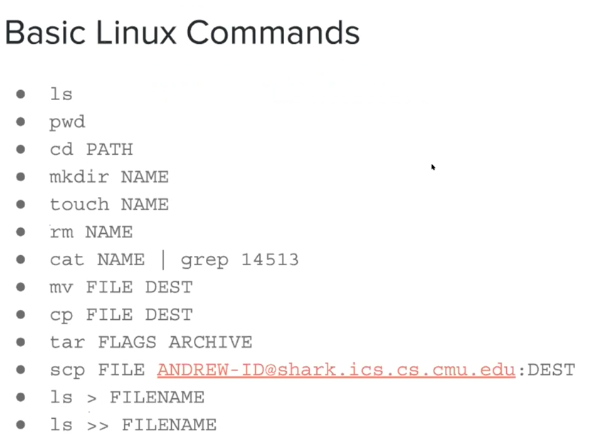 Basic Linux Commands
● ls
● pwd
● cd PATH
● mkdir NAME
● touch NAME
● rm NAME
● cat NAME | grep 14513
● mv FILE DEST
● cp FILE DEST
● tar FLAGS ARCHIVE
● scp FILE ANDREW-ID@shark.ics.cs.cmu.edu:DEST
● ls > FILENAME
● ls >> FILENAME